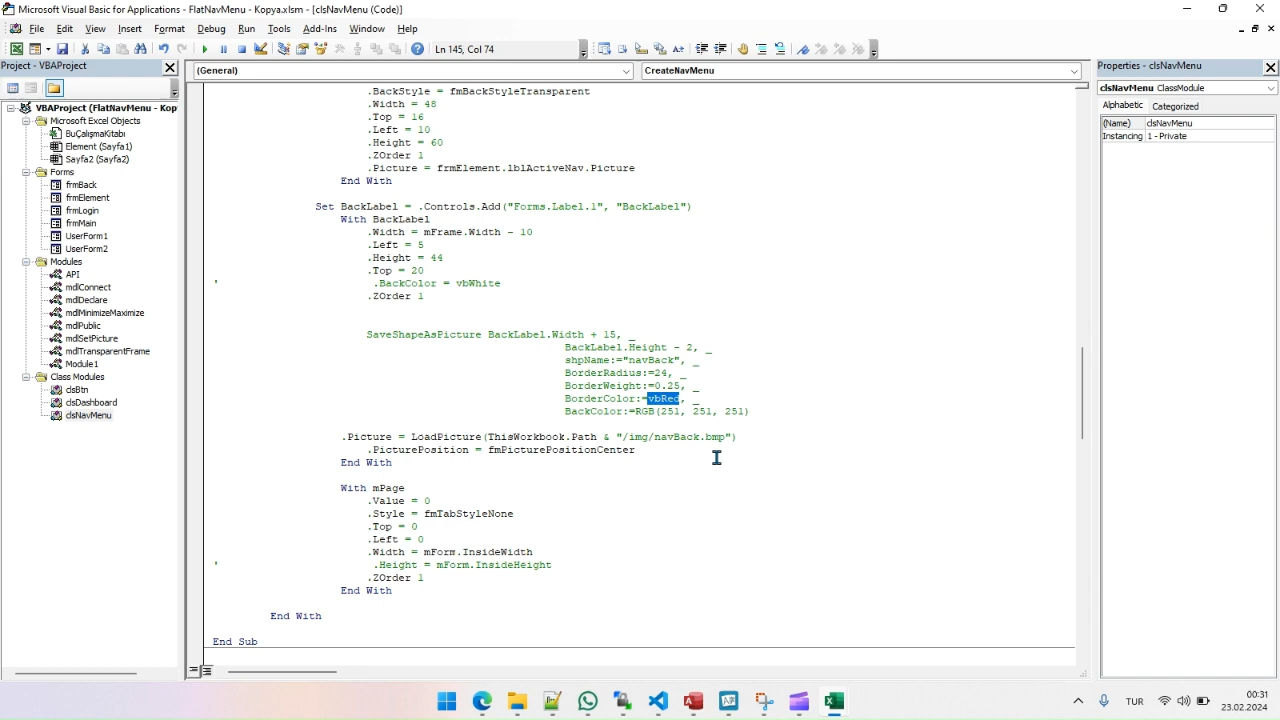 Microsoft Visual Basic for Applications - FlatNavMenu - Kopya.xlsm - [clsNavMenu (Code)]
File Edit View Insert Format Debug Run Tools Add-Ins Window Help
Ln 145, Col 74
Project - VBAProject
VBAProject (FlatNavMenu - Kop
Microsoft Excel Objects
BuÇalışmaKitabı
Element (Sayfa1)
Sayfa2 (Sayfa2)
Forms
frmBack
frmElement
frmLogin
frmMain
UserForm1
UserForm2
Modules
API
mdlConnect
mdlDeclare
mdlMinimizeMaximize
mdlPublic
mdlSetPicture
mdlTransparentFrame
Module1
Class Modules
clsBtn
clsDashboard
clsNavMenu
(General) CreateNavMenu
.BackStyle = fmBackStyleTransparent
.Width = 48
.Top = 16
.Left = 10
.Height = 60
.ZOrder 1
.Picture = frmElement.lblActiveNav.Picture
End With
Set BackLabel = .Controls.Add("Forms.Label.1", "BackLabel")
With BackLabel
.Width = mFrame.Width - 10
.Left = 5
.Height = 44
.Top = 20
' .BackColor = vbWhite
.ZOrder 1
SaveShapeAsPicture BackLabel.Width + 15, _
BackLabel.Height - 2, _
shpName:="navBack", _
BorderRadius:=24, _
BorderWeight:=0.25, _
BorderColor:=vbRed, _
BackColor:=RGB(251, 251, 251)
.Picture = LoadPicture(ThisWorkbook.Path & "/img/navBack.bmp")
.PicturePosition = fmPicturePositionCenter
End With
With mPage
.Value = 0
.Style = fmTabStyleNone
.Top = 0
.Left = 0
.Width = mForm.InsideWidth
' .Height = mForm.InsideHeight
.ZOrder 1
End With
End With
End Sub
Properties - clsNavMenu
clsNavMenu ClassModule
Alphabetic Categorized
(Name) clsNavMenu
Instancing 1 - Private
TUR
00:31
23.02.2024